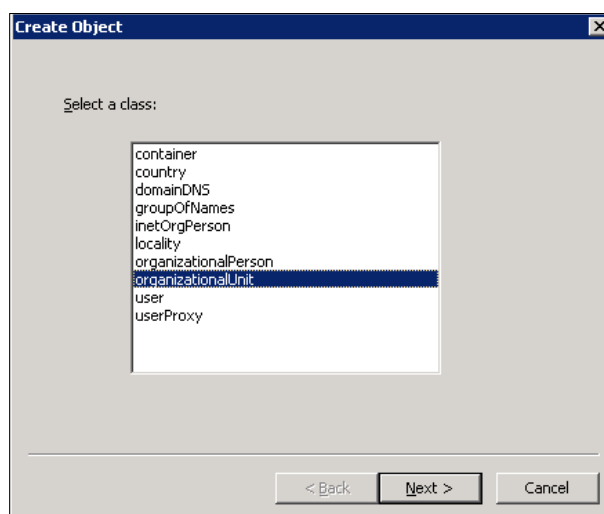 Create Object
Select a class:
container
country
domainDNS
groupOfNames
inetOrgPerson
locality
organizationalPerson
organizationalUnit
user
userProxy
< Back
Next >
Cancel